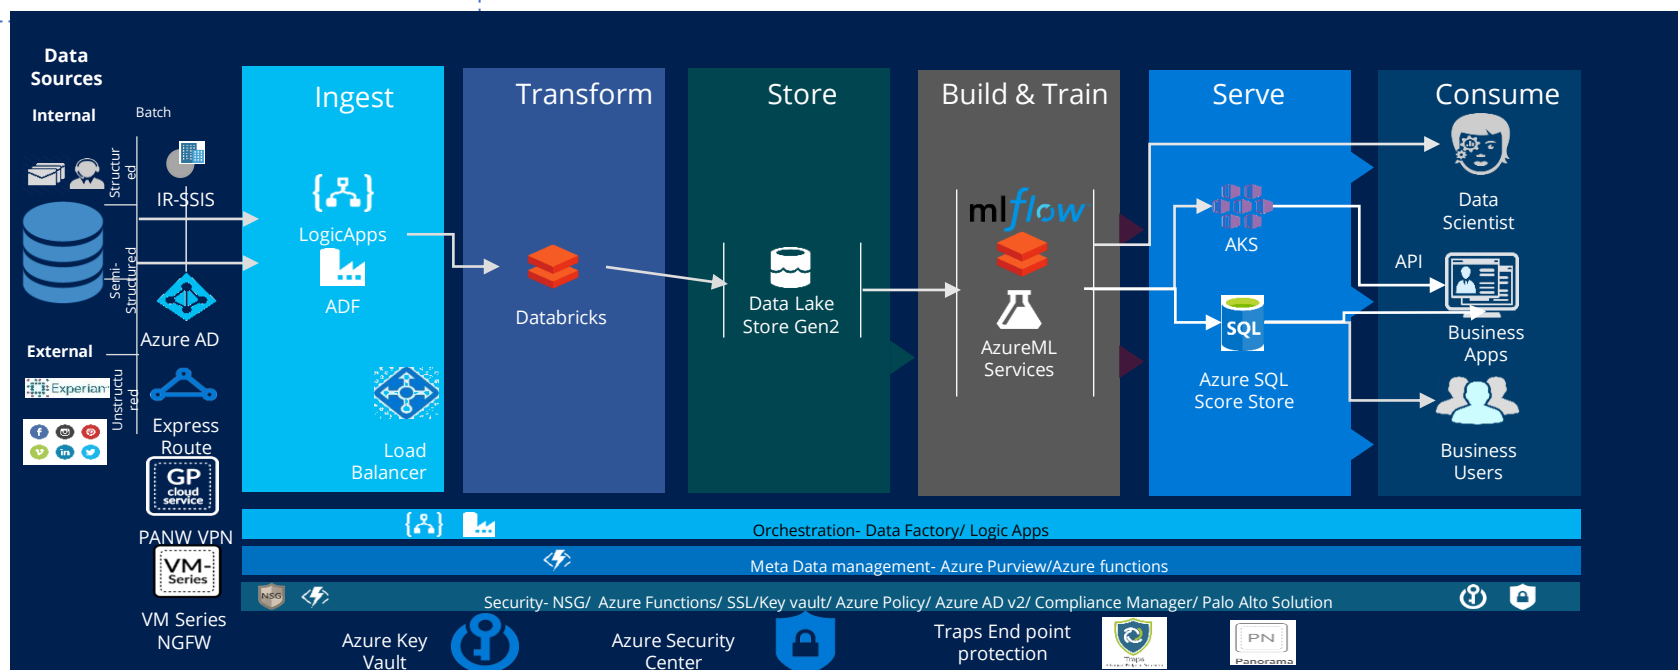 Data
Sources
Internal
Batch
Structur
ed
IR-SSIS
Semi-
Structured
Azure AD
External
Experian
Unstructu
red
Express
Route
GP
cloud
service
PANW VPN
VM-
Series
VM Series
NGFW
Ingest
LogicApps
ADF
Load
Balancer
Transform
Databricks
Store
Data Lake
Store Gen2
Build & Train
mlflow
AzureML
Services
Serve
AKS
SQL
Azure SQL
Score Store
Consume
Data
Scientist
API
Business
Apps
Business
Users
Orchestration- Data Factory/ Logic Apps
Meta Data management- Azure Purview/Azure functions
NSG
Security- NSG/ Azure Functions/ SSL/Key vault/ Azure Policy/ Azure AD v2/ Compliance Manager/ Palo Alto Solution
Azure Key
Vault
Azure Security
Center
Traps End point
protection
Traps
PN
Panorama